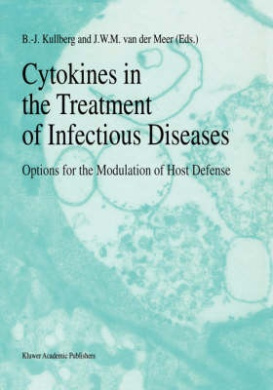 B.-J. Kullberg and J.W.M. van der Meer (Eds.)
Cytokines in
the Treatment
of Infectious Diseases
Options for the Modulation of Host Defense
Kluwer Academic Publishers